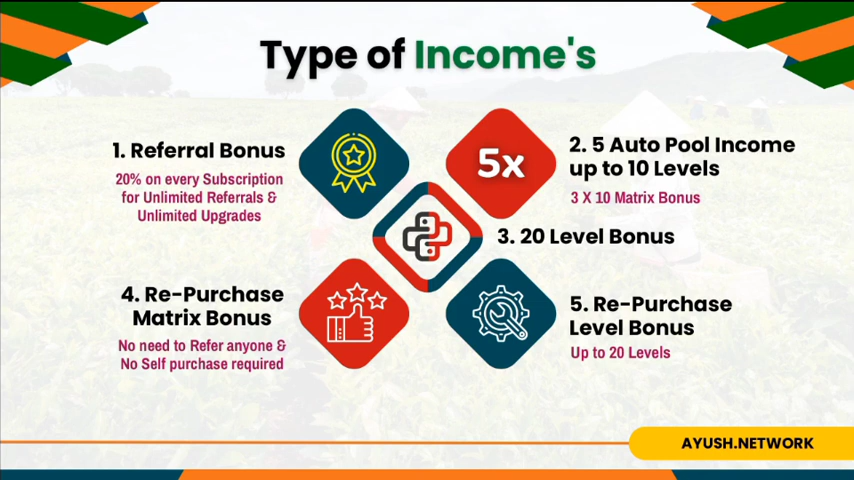 Type of Income's
1. Referral Bonus
20% on every Subscription
for Unlimited Referrals &
Unlimited Upgrades
5x
2. 5 Auto Pool Income
up to 10 Levels
3 X 10 Matrix Bonus
3. 20 Level Bonus
4. Re-Purchase
Matrix Bonus
No need to Refer anyone &
No Self purchase required
5. Re-Purchase
Level Bonus
Up to 20 Levels
AYUSH.NETWORK